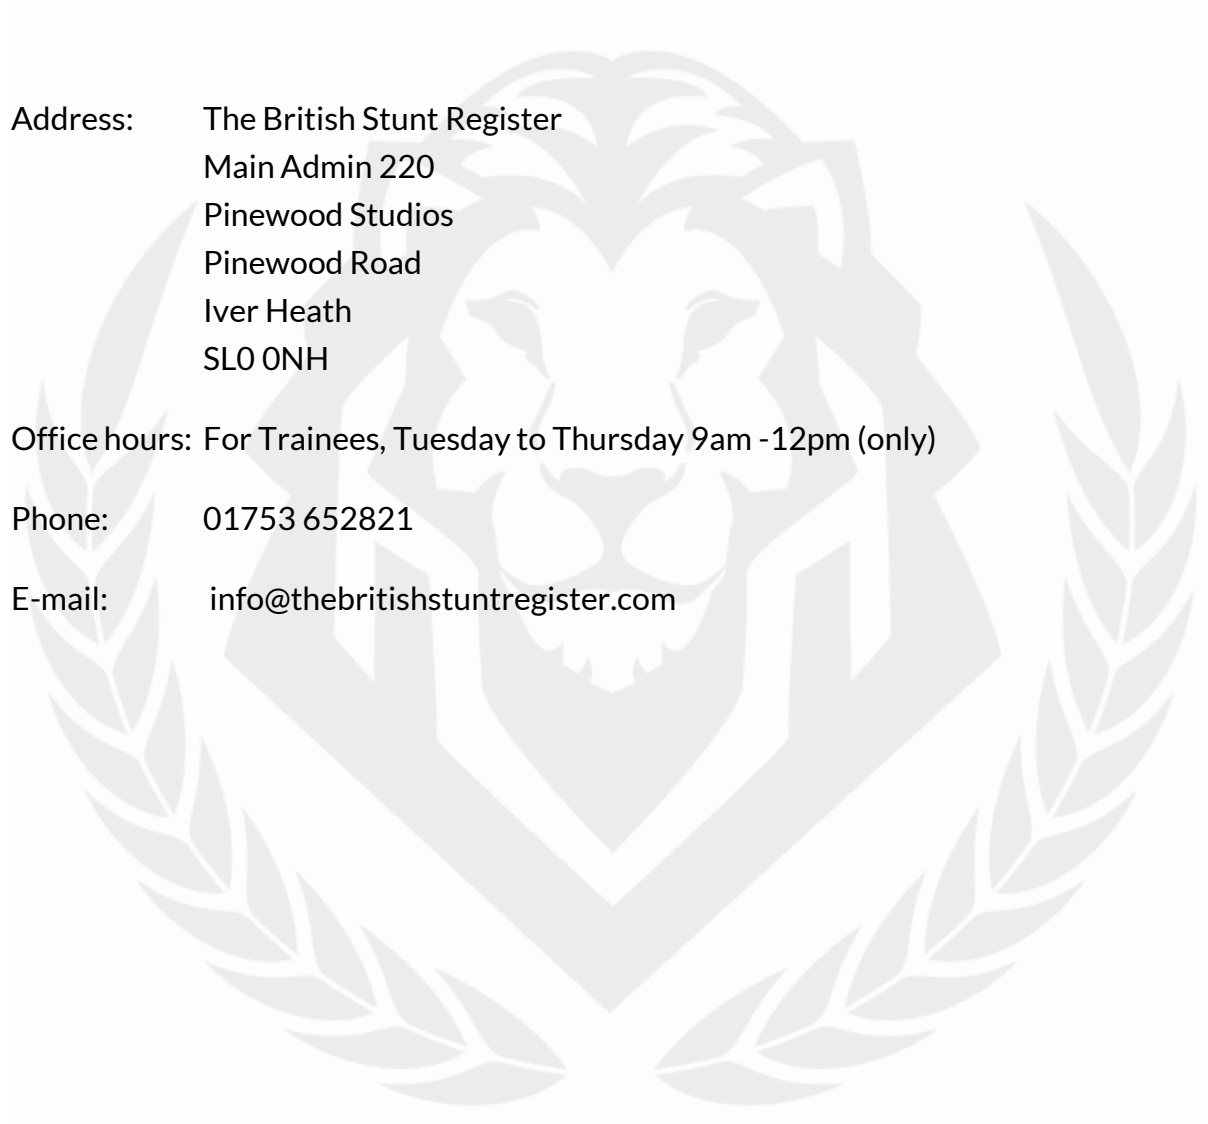 Address: The British Stunt Register
Main Admin 220
Pinewood Studios
Pinewood Road
Iver Heath
SL0 0NH
Office hours: For Trainees, Tuesday to Thursday 9am -12pm (only)
Phone: 01753 652821
E-mail: info@thebritishstuntregister.com